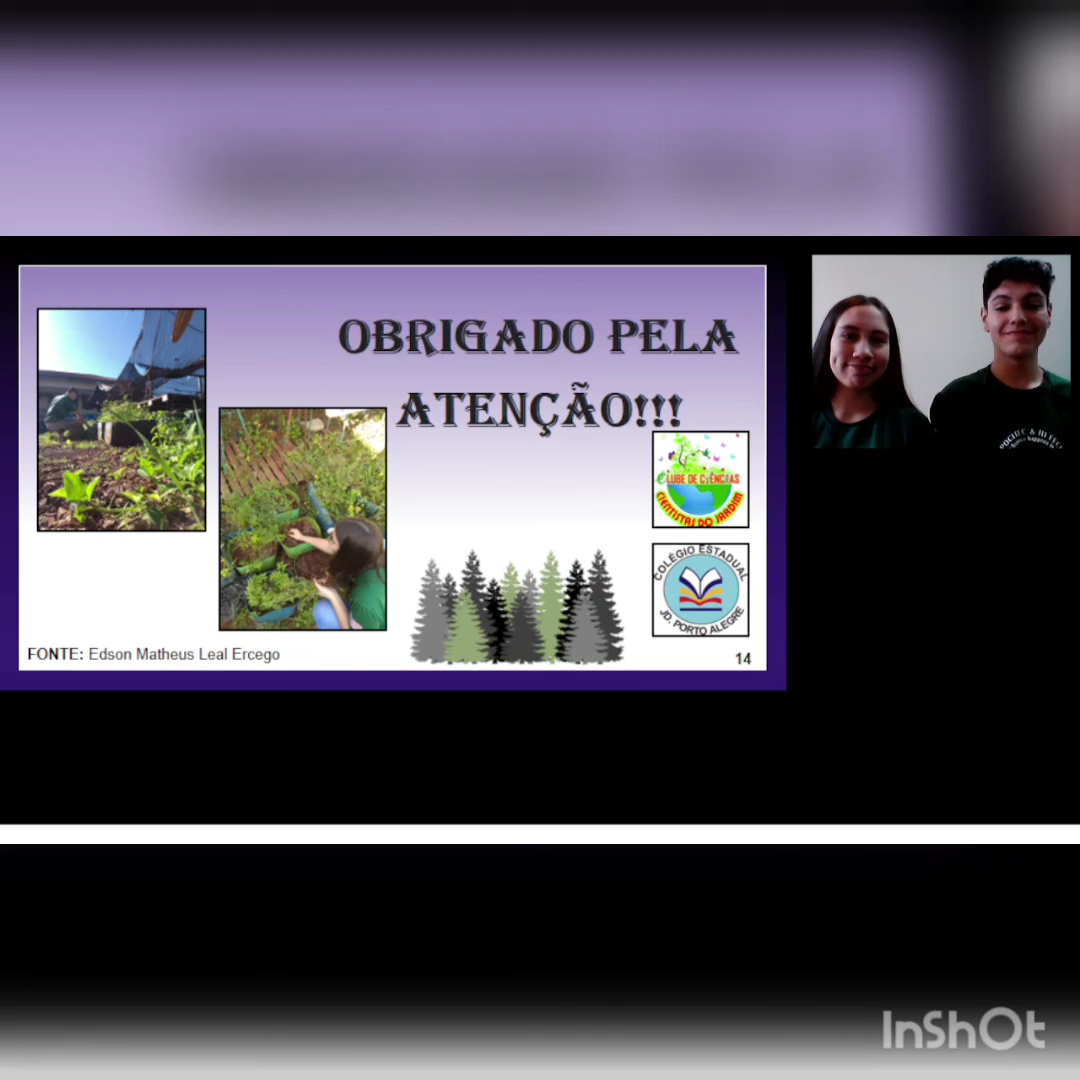 OBRIGADO PELA
ATENÇÃO!!!
CLUBE DE CIÊNCIAS
CIENTISTAS DO JARDIM
COLÉGIO ESTADUAL
JD. PORTO ALEGRE
FONTE: Edson Matheus Leal Ercego
14
InShOt